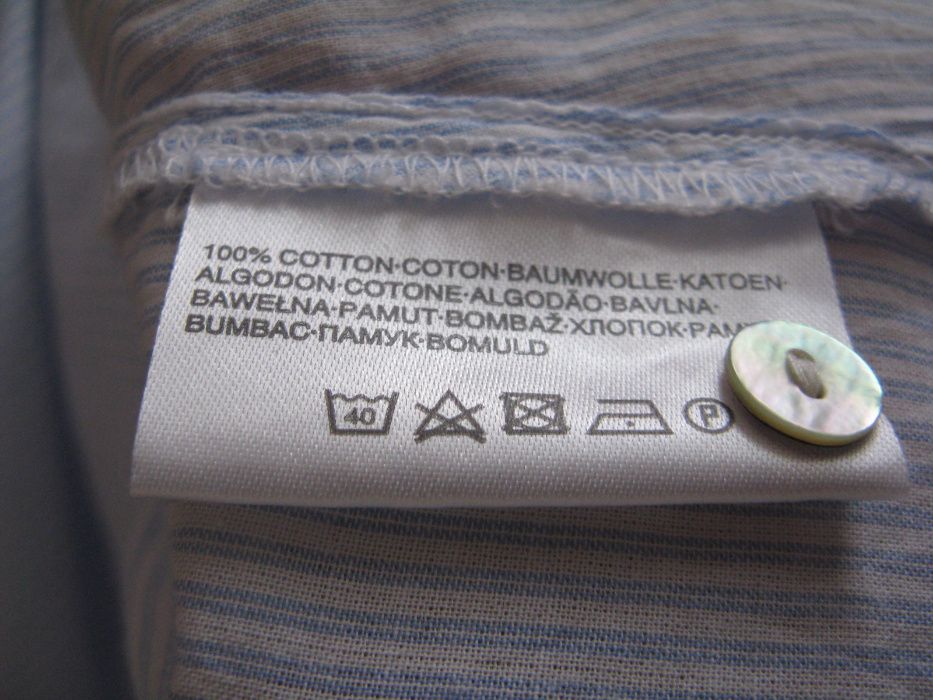 100% COTTON·COTON·BAUMWOLLE·KATOEN·
ALGODON·COTONE·ALGODÃO·BAVLNA·
BAWEŁNA·PAMUT·BOMBAŽ·ХЛОПОК·
BUMBAC·ПАМУК·BOMULD
40
P